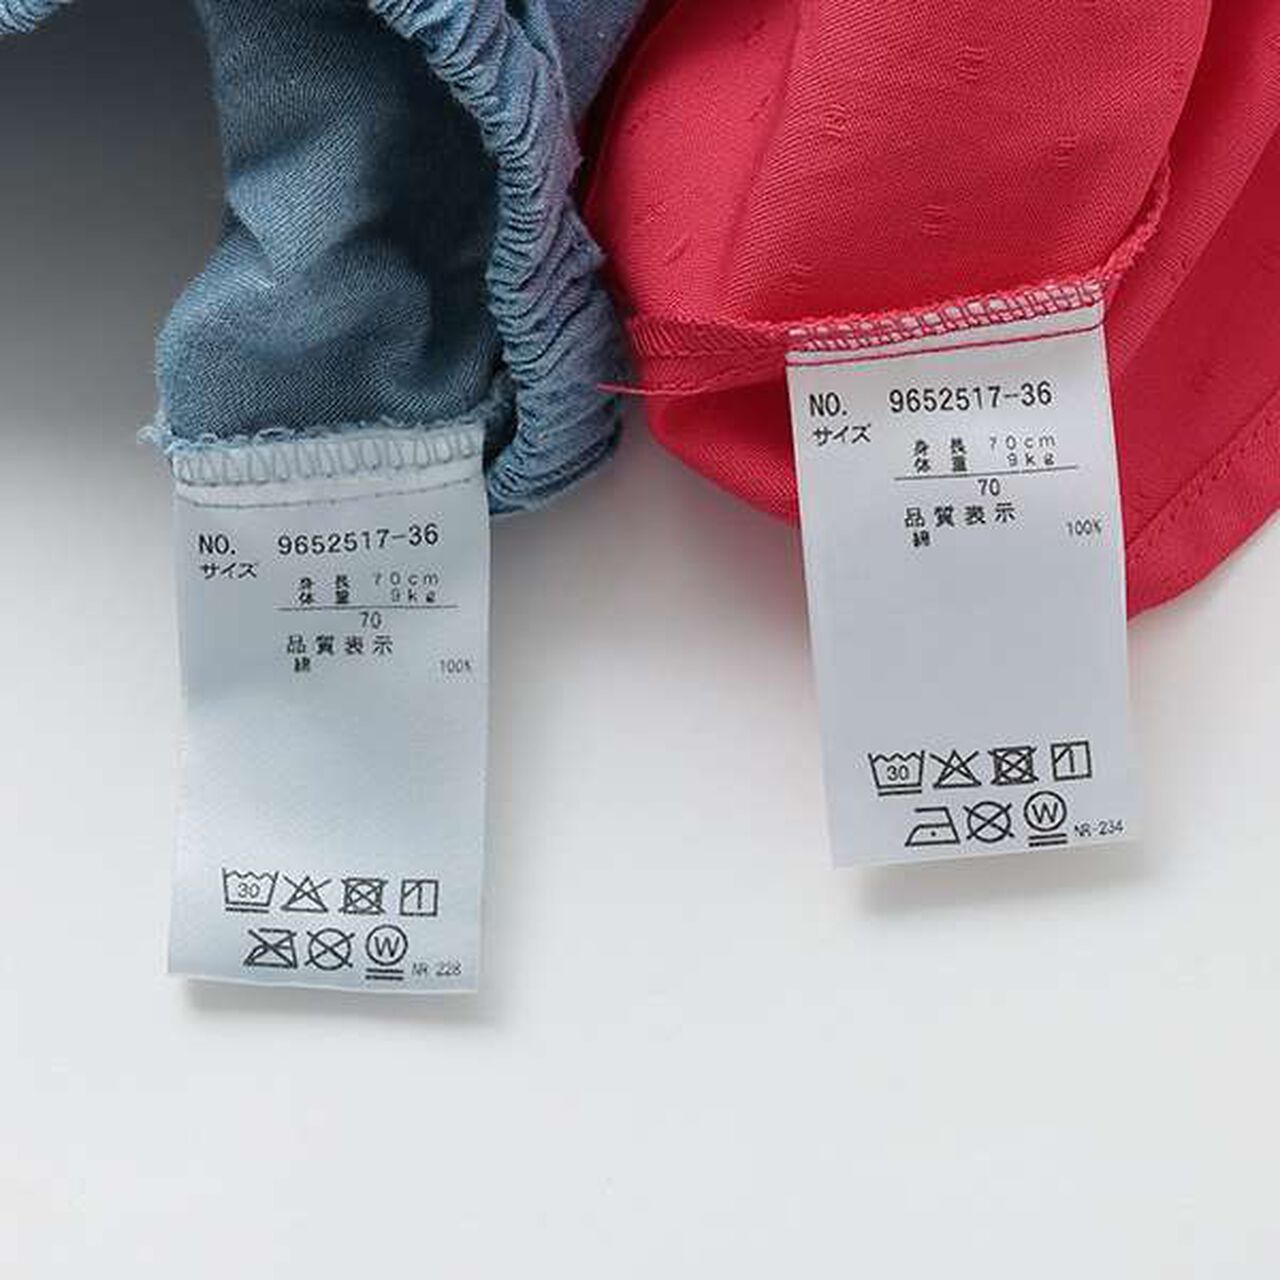 NO. 9652517-36
サイズ
身長 70cm
体重 9kg
70
品質表示
綿 100%
30
W NR-228
NO. 9652517-36
サイズ
身長 70cm
体重 9kg
70
品質表示
綿 100%
30
W NR-234